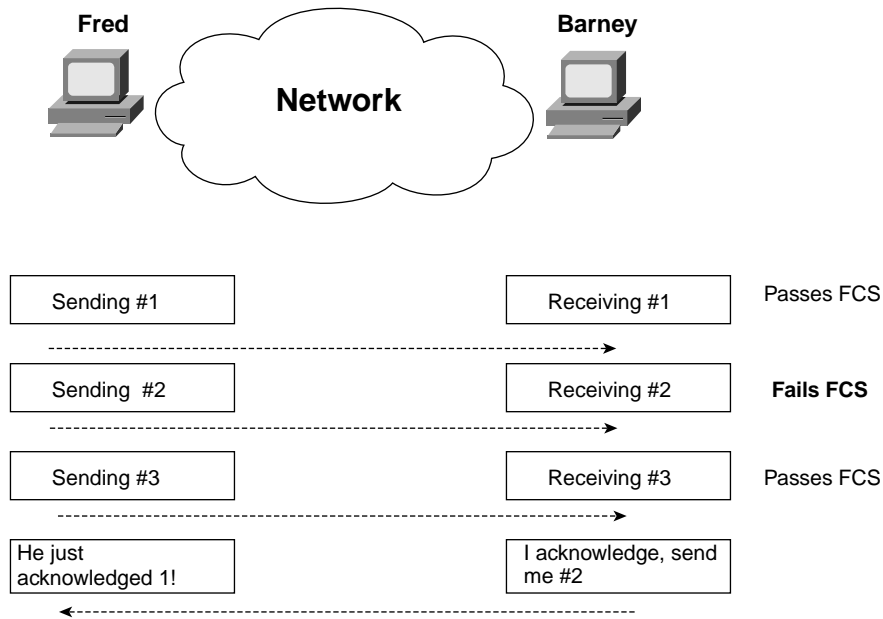 Fred
Barney
Network
Sending #1
Receiving #1
Passes FCS
Sending #2
Receiving #2
Fails FCS
Sending #3
Receiving #3
Passes FCS
He just
acknowledged 1!
I acknowledge, send
me #2